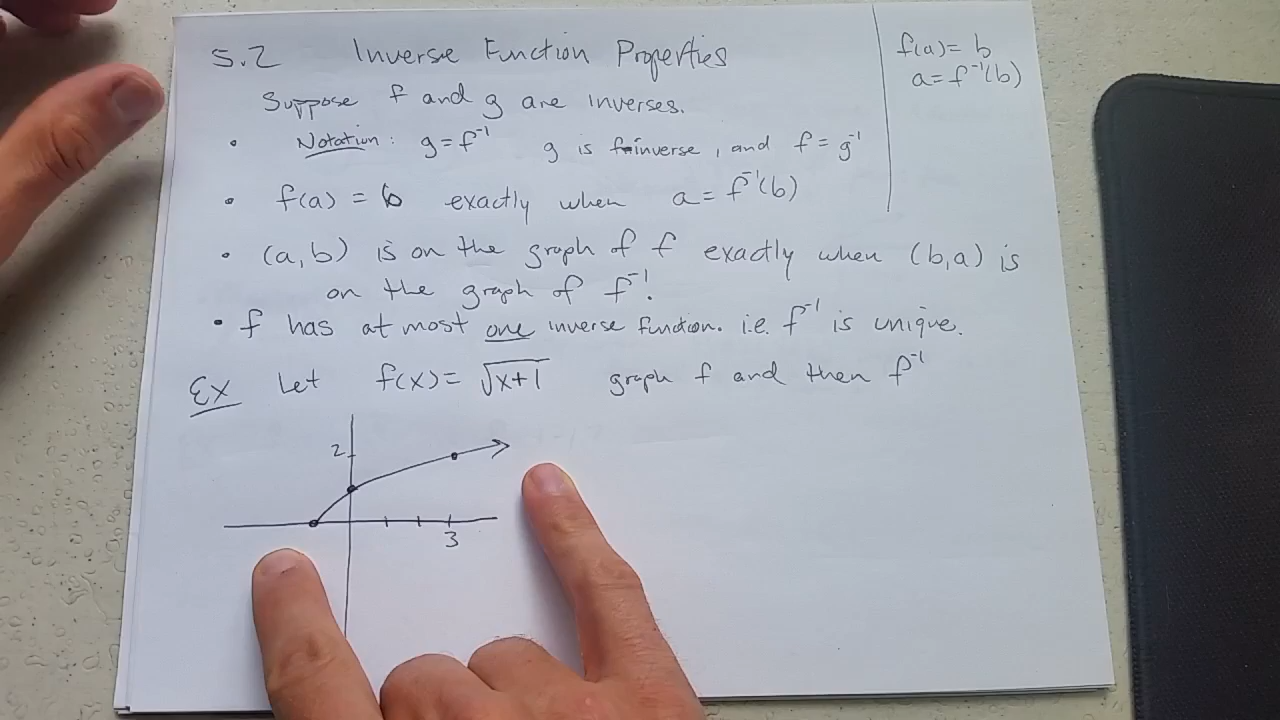 5.2 Inverse Function Properties
Suppose f and g are inverses.
• Notation: g = f⁻¹ g is f inverse, and f = g⁻¹
• f(a) = b exactly when a = f⁻¹(b)
• (a,b) is on the graph of f exactly when (b,a) is
on the graph of f⁻¹.
• f has at most one inverse function. i.e. f⁻¹ is unique.
Ex Let f(x) = √(x+1) graph f and then f⁻¹
2
3
f(a) = b
a = f⁻¹(b)